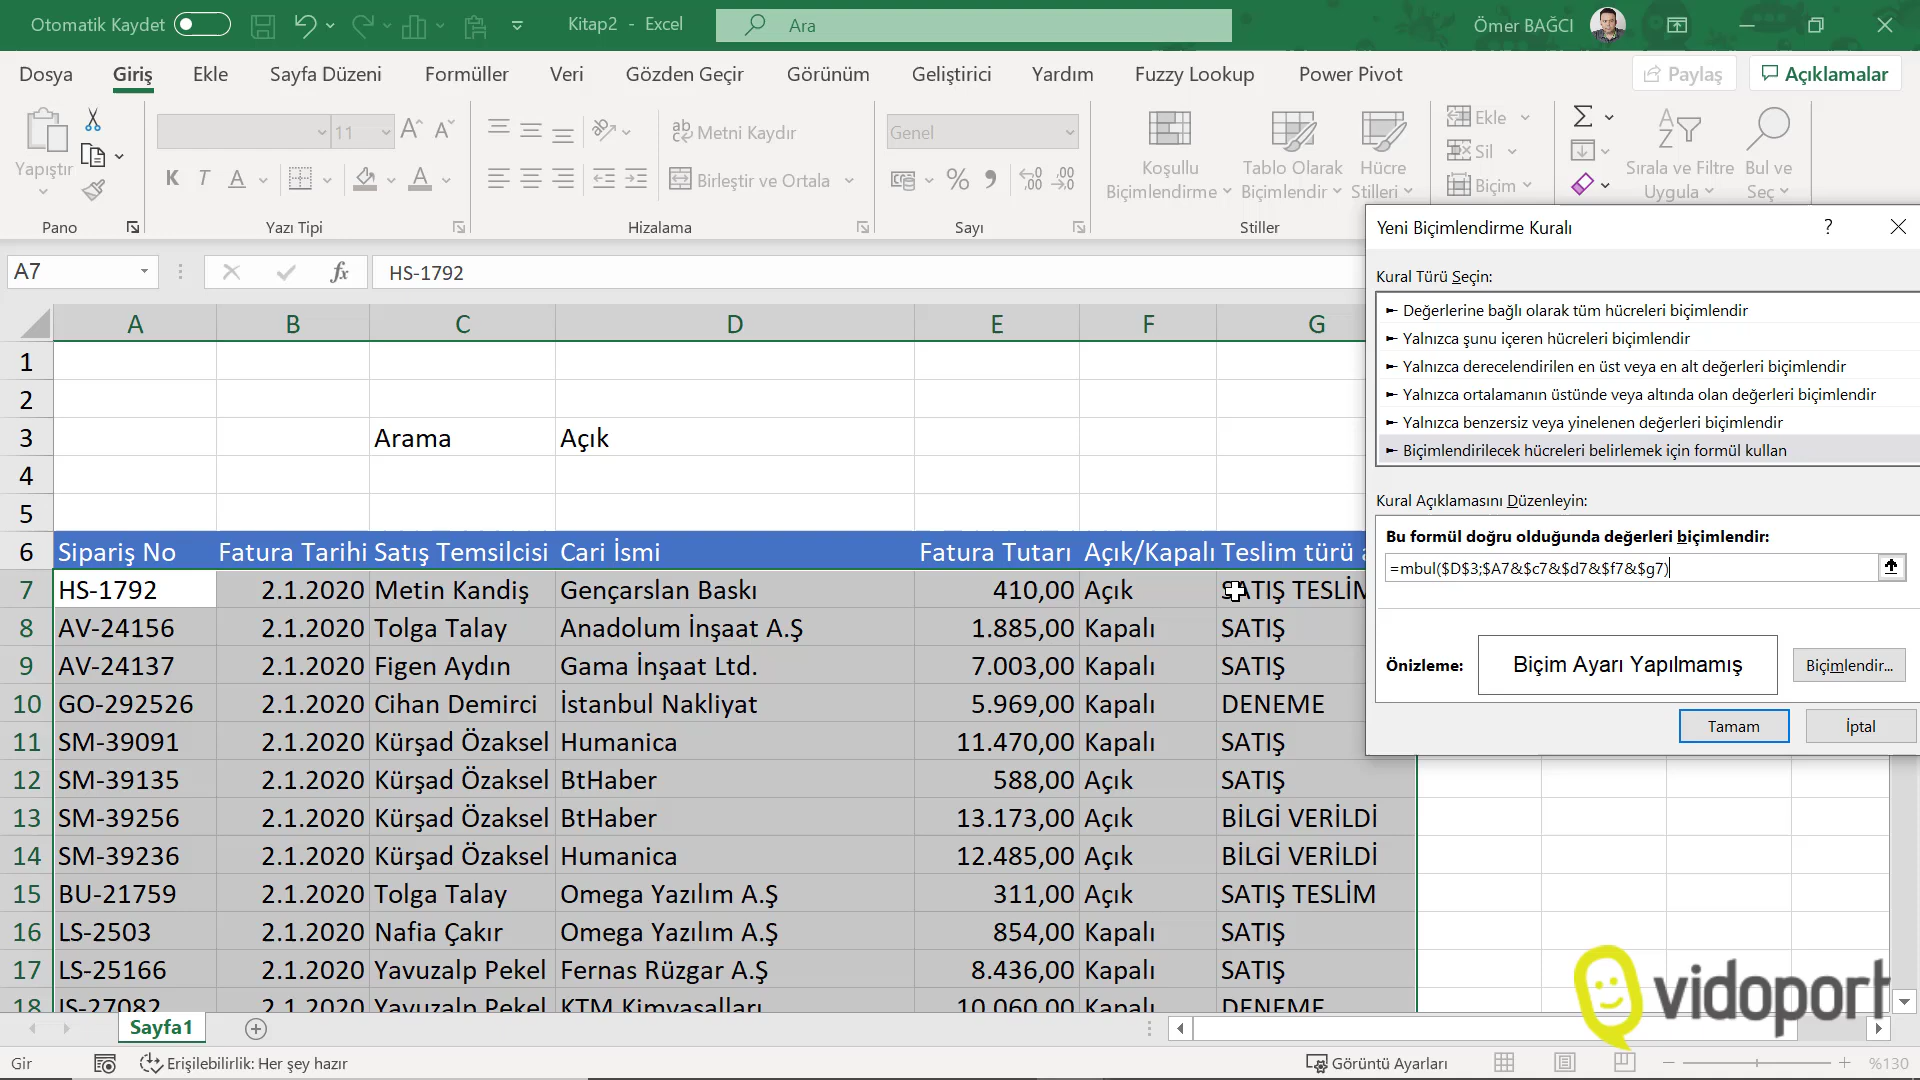 Otomatik Kaydet
Kitap2 - Excel
Ara
Ömer BAĞCI
Dosya Giriş Ekle Sayfa Düzeni Formüller Veri Gözden Geçir Görünüm Geliştirici Yardım Fuzzy Lookup Power Pivot Paylaş Açıklamalar
Yapıştır
11
Metni Kaydır
Birleştir ve Ortala
K T A
Genel
Koşullu Biçimlendirme
Tablo Olarak Biçimlendir
Hücre Stilleri
Ekle
Sil
Biçim
Sırala ve Filtre Uygula
Bul ve Seç
Pano Yazı Tipi Hizalama Sayı Stiller
A7 fx HS-1792
A B C D E F G
1
2
3 Arama Açık
4
5
6 Sipariş No Fatura Tarihi Satış Temsilcisi Cari İsmi Fatura Tutarı Açık/Kapalı Teslim türü
7 HS-1792 2.1.2020 Metin Kandiş Gençarslan Baskı 410,00 Açık SATIŞ TESLİM
8 AV-24156 2.1.2020 Tolga Talay Anadolum İnşaat A.Ş 1.885,00 Kapalı SATIŞ
9 AV-24137 2.1.2020 Figen Aydın Gama İnşaat Ltd. 7.003,00 Kapalı SATIŞ
10 GO-292526 2.1.2020 Cihan Demirci İstanbul Nakliyat 5.969,00 Kapalı DENEME
11 SM-39091 2.1.2020 Kürşad Özaksel Humanica 11.470,00 Kapalı SATIŞ
12 SM-39135 2.1.2020 Kürşad Özaksel BtHaber 588,00 Açık SATIŞ
13 SM-39256 2.1.2020 Kürşad Özaksel BtHaber 13.173,00 Açık BİLGİ VERİLDİ
14 SM-39236 2.1.2020 Kürşad Özaksel Humanica 12.485,00 Açık BİLGİ VERİLDİ
15 BU-21759 2.1.2020 Tolga Talay Omega Yazılım A.Ş 311,00 Açık SATIŞ TESLİM
16 LS-2503 2.1.2020 Nafia Çakır Omega Yazılım A.Ş 854,00 Kapalı SATIŞ
17 LS-25166 2.1.2020 Yavuzalp Pekel Fernas Rüzgar A.Ş 8.436,00 Kapalı SATIŞ
18 IS-27082 2.1.2020 Yavuzalp Pekel KTM Kimyasalları 10.060,00 Kapalı DENEME
Yeni Biçimlendirme Kuralı ?
Kural Türü Seçin:
Değerlerine bağlı olarak tüm hücreleri biçimlendir
Yalnızca şunu içeren hücreleri biçimlendir
Yalnızca derecelendirilen en üst veya en alt değerleri biçimlendir
Yalnızca ortalamanın üstünde veya altında olan değerleri biçimlendir
Yalnızca benzersiz veya yinelenen değerleri biçimlendir
Biçimlendirilecek hücreleri belirlemek için formül kullan
Kural Açıklamasını Düzenleyin:
Bu formül doğru olduğunda değerleri biçimlendir:
=mbul($D$3;$A7&$c7&$d7&$f7&$g7)
Önizleme: Biçim Ayarı Yapılmamış Biçimlendir...
Tamam İptal
vidoport
Sayfa1
Gir Erişilebilirlik: Her şey hazır Görüntü Ayarları %130